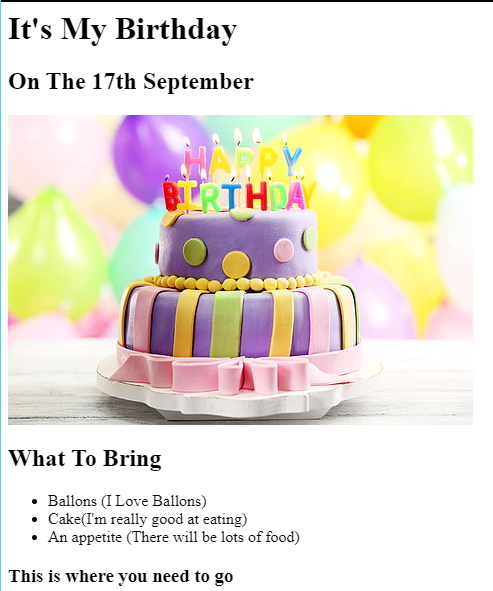 It's My Birthday
On The 17th September
HAPPY
BIRTHDAY
What To Bring
Ballons (I Love Ballons)
Cake(I'm really good at eating)
An appetite (There will be lots of food)
This is where you need to go